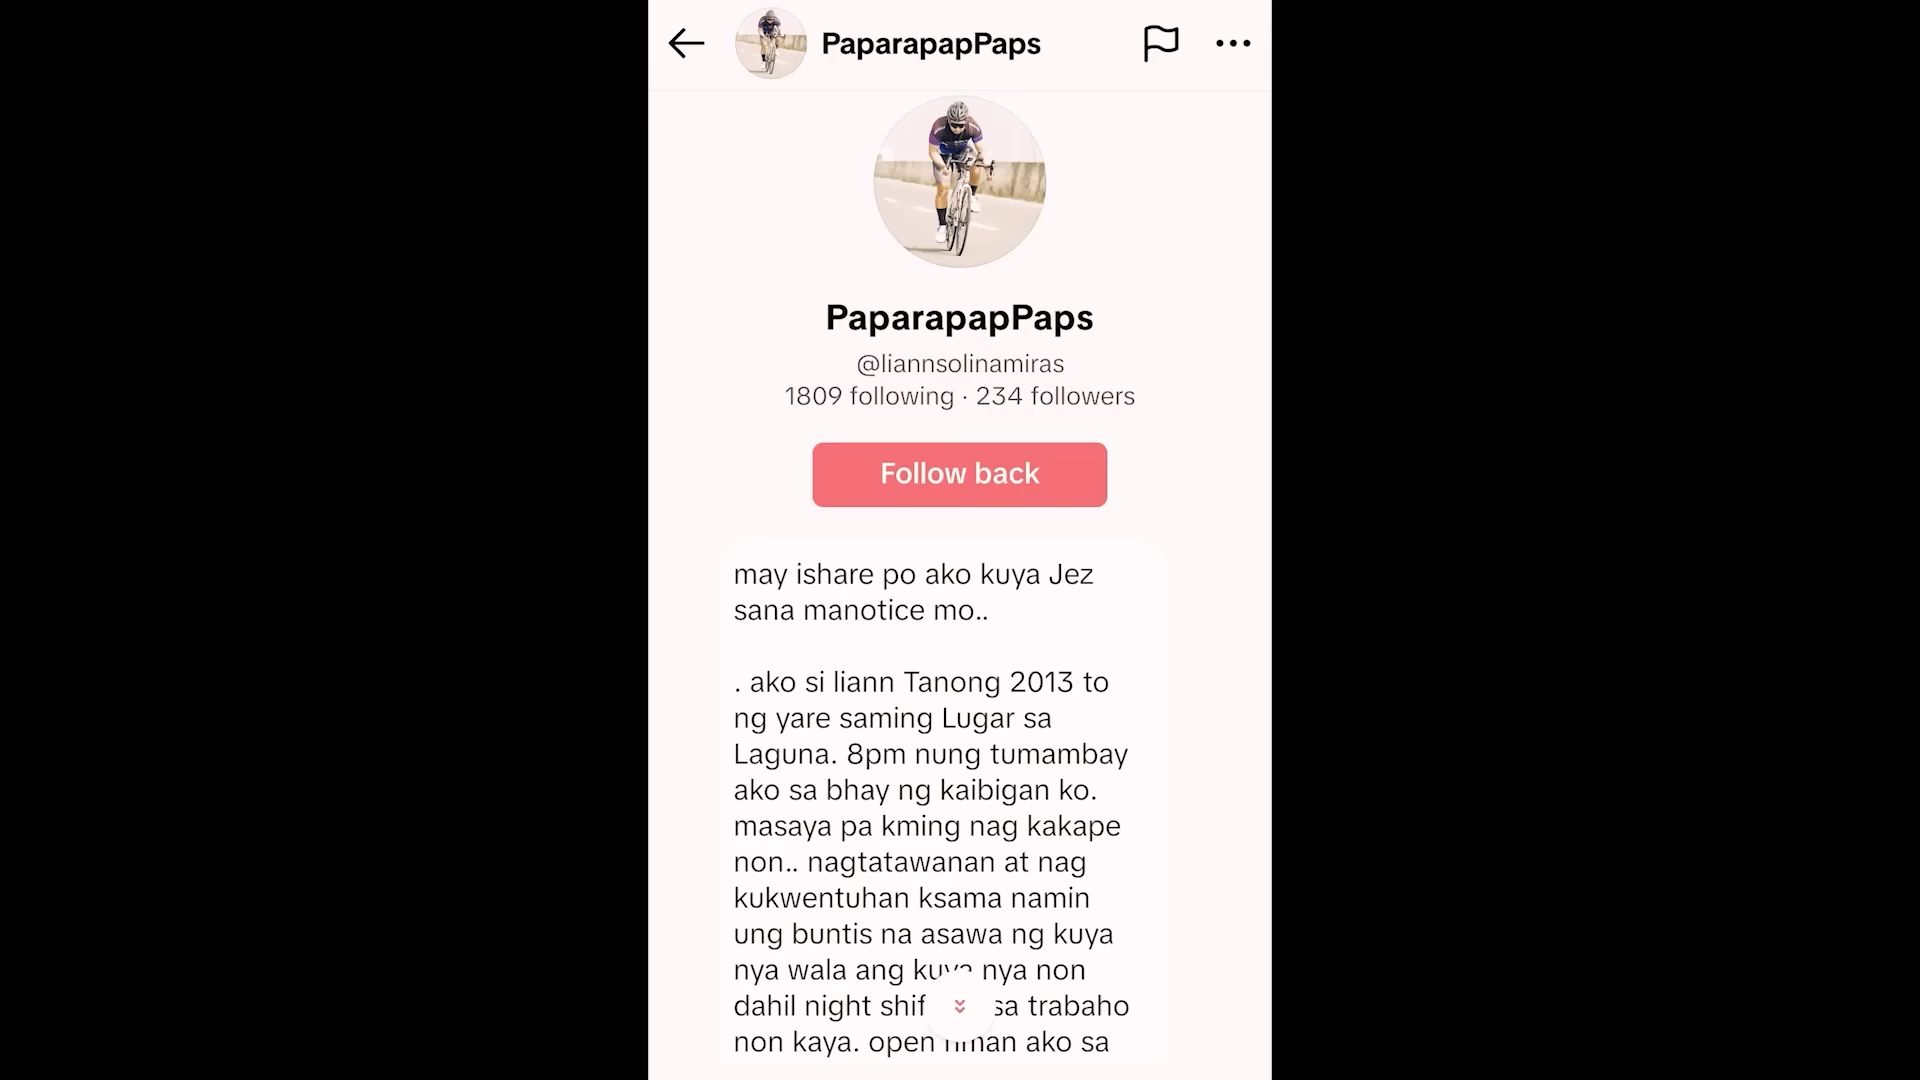 PaparapapPaps
PaparapapPaps
@liannsolinamiras
1809 following · 234 followers
Follow back
may ishare po ako kuya Jez
sana manotice mo..
. ako si liann Tanong 2013 to
ng yare saming Lugar sa
Laguna. 8pm nung tumambay
ako sa bhay ng kaibigan ko.
masaya pa kming nag kakape
non.. nagtatawanan at nag
kukwentuhan ksama namin
ung buntis na asawa ng kuya
nya wala ang kuya nya non
dahil night shif sa trabaho
non kaya. open nman ako sa